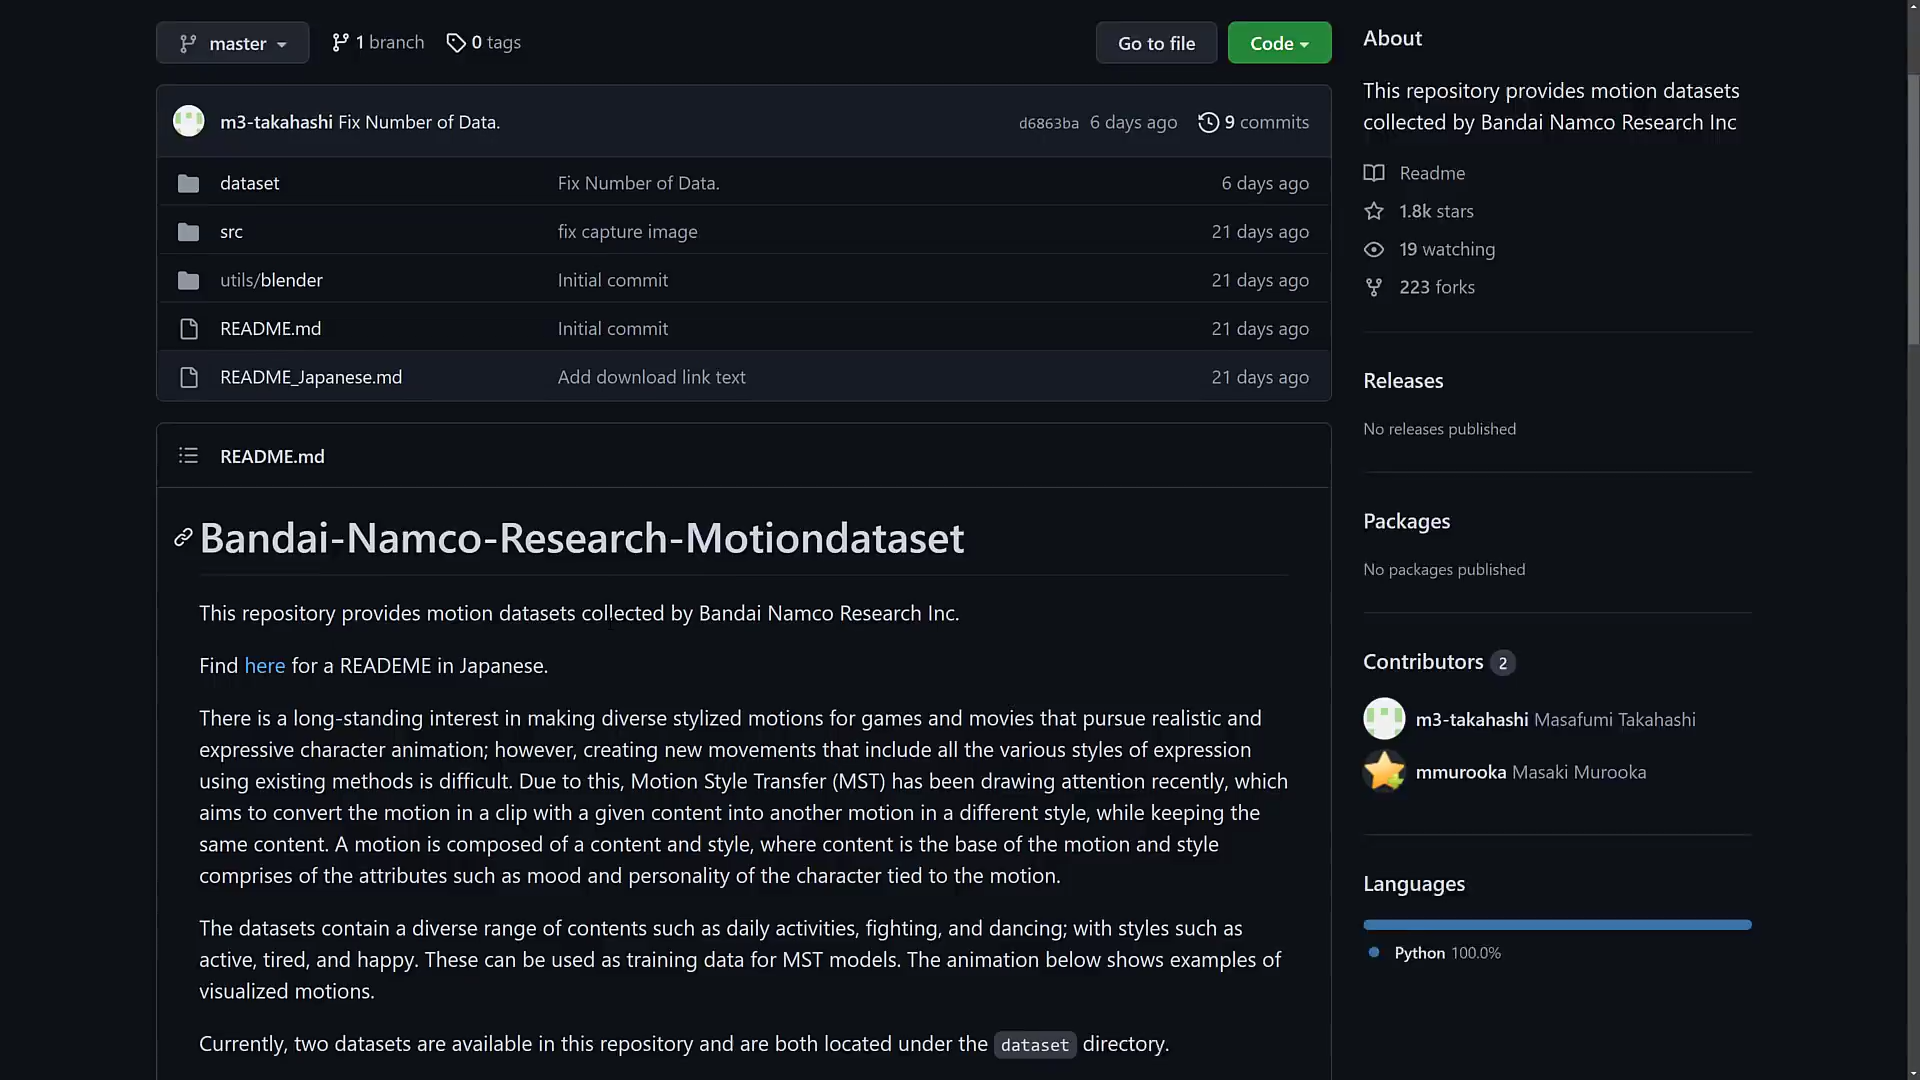 master
1 branch
0 tags
Go to file
Code
m3-takahashi Fix Number of Data.
d6863ba 6 days ago 9 commits
dataset Fix Number of Data. 6 days ago
src fix capture image 21 days ago
utils/blender Initial commit 21 days ago
README.md Initial commit 21 days ago
README_Japanese.md Add download link text 21 days ago
README.md
Bandai-Namco-Research-Motiondataset
This repository provides motion datasets collected by Bandai Namco Research Inc.
Find here for a READEME in Japanese.
There is a long-standing interest in making diverse stylized motions for games and movies that pursue realistic and
expressive character animation; however, creating new movements that include all the various styles of expression
using existing methods is difficult. Due to this, Motion Style Transfer (MST) has been drawing attention recently, which
aims to convert the motion in a clip with a given content into another motion in a different style, while keeping the
same content. A motion is composed of a content and style, where content is the base of the motion and style
comprises of the attributes such as mood and personality of the character tied to the motion.
The datasets contain a diverse range of contents such as daily activities, fighting, and dancing; with styles such as
active, tired, and happy. These can be used as training data for MST models. The animation below shows examples of
visualized motions.
Currently, two datasets are available in this repository and are both located under the dataset directory.
About
This repository provides motion datasets
collected by Bandai Namco Research Inc
Readme
1.8k stars
19 watching
223 forks
Releases
No releases published
Packages
No packages published
Contributors 2
m3-takahashi Masafumi Takahashi
mmurooka Masaki Murooka
Languages
Python 100.0%